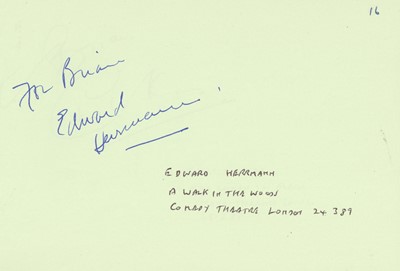 16
For Brian
Edward
Herrmann
EDWARD HERRMANN
A WALK IN THE WOODS
COMEDY THEATRE LONDON 24 3 89